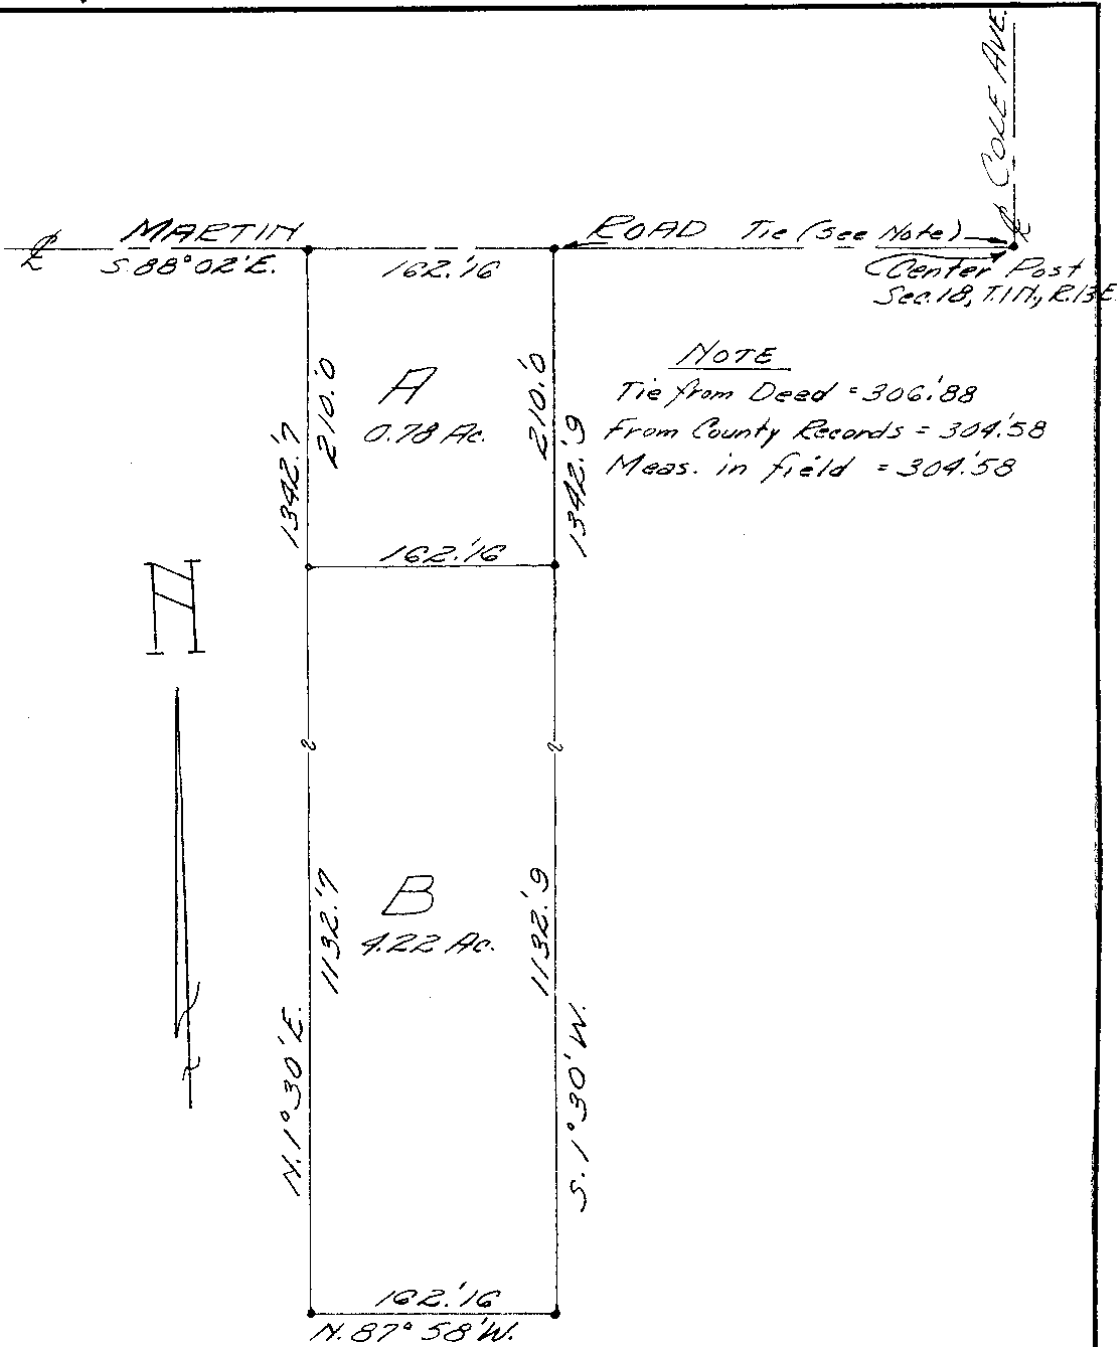 ℄ COLE AVE.
℄ MARTIN ROAD Tie (See Note)
S.88°02'E. 162.'16
Center Post
Sec.18, T.1N., R.13E.
NOTE
Tie from Deed = 306.'88
From County Records = 304.'58
Meas. in field = 304.'58
A
0.78 Ac.
210.'0
210.'0
1342.'7
1342.'9
162.'16
N
B
4.22 Ac.
1132.'7
1132.'9
N.1°30'E.
S.1°30'W.
162.'16
N.87°58'W.